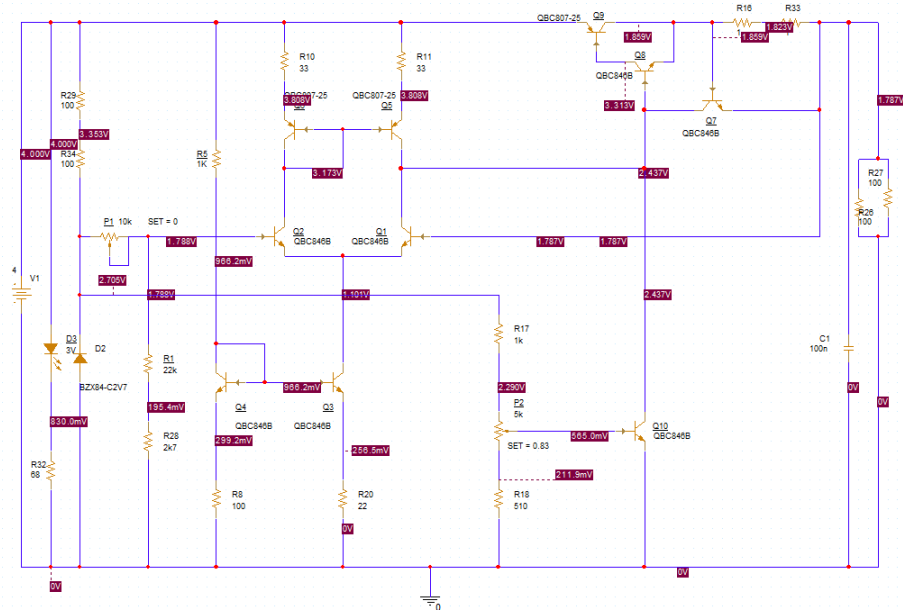 QBC807-25
Q9
1.859V
R16
1
R33
1.823V
1.859V
R10
33
R11
33
Q8
QBC846B
3.313V
3.808V
3.808V
QBC807-25
Q5
Q7
QBC846B
1.787V
R29
100
3.353V
4.000V
4.000V
R34
100
R5
1K
3.173V
2.437V
R27
100
R26
100
P1
10k
SET = 0
1.788V
Q2
QBC846B
Q1
QBC846B
1.787V
1.787V
966.2mV
2.705V
1.788V
1.101V
2.437V
4
V1
D3
3V
D2
BZX84-C2V7
R1
22k
R17
1k
C1
100n
2.290V
P2
5k
966.2mV
Q4
QBC846B
Q3
QBC846B
830.0mV
195.4mV
0V
SET = 0.83
565.0mV
Q10
QBC846B
0V
299.2mV
256.5mV
R28
2k7
211.9mV
R32
68
R8
100
R20
22
R18
510
0V
0V
0V
0